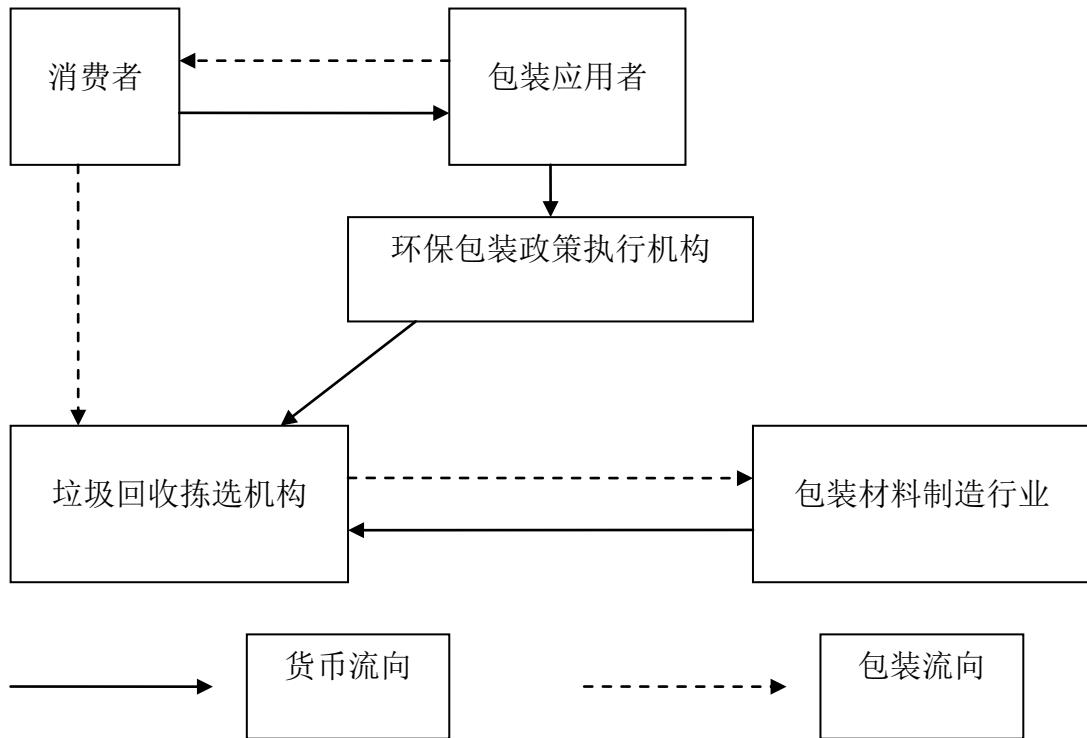 消费者
包装应用者
环保包装政策执行机构
垃圾回收拣选机构
包装材料制造行业
货币流向
包装流向